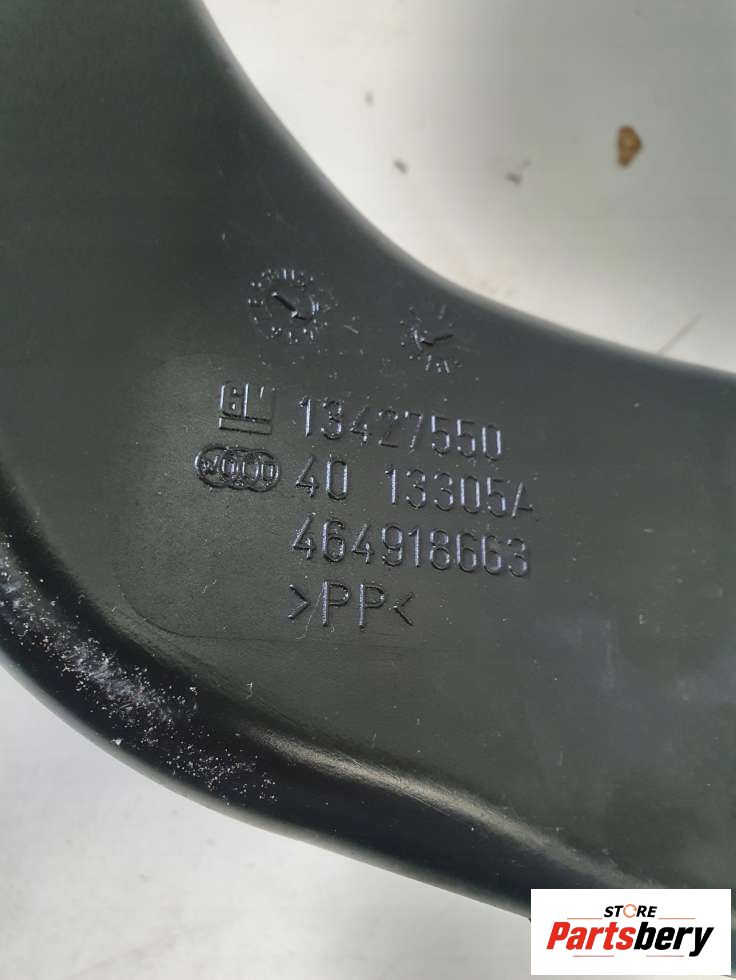 GM 13427550
40 13305A
464918663
>PP<
STORE
Partsbery